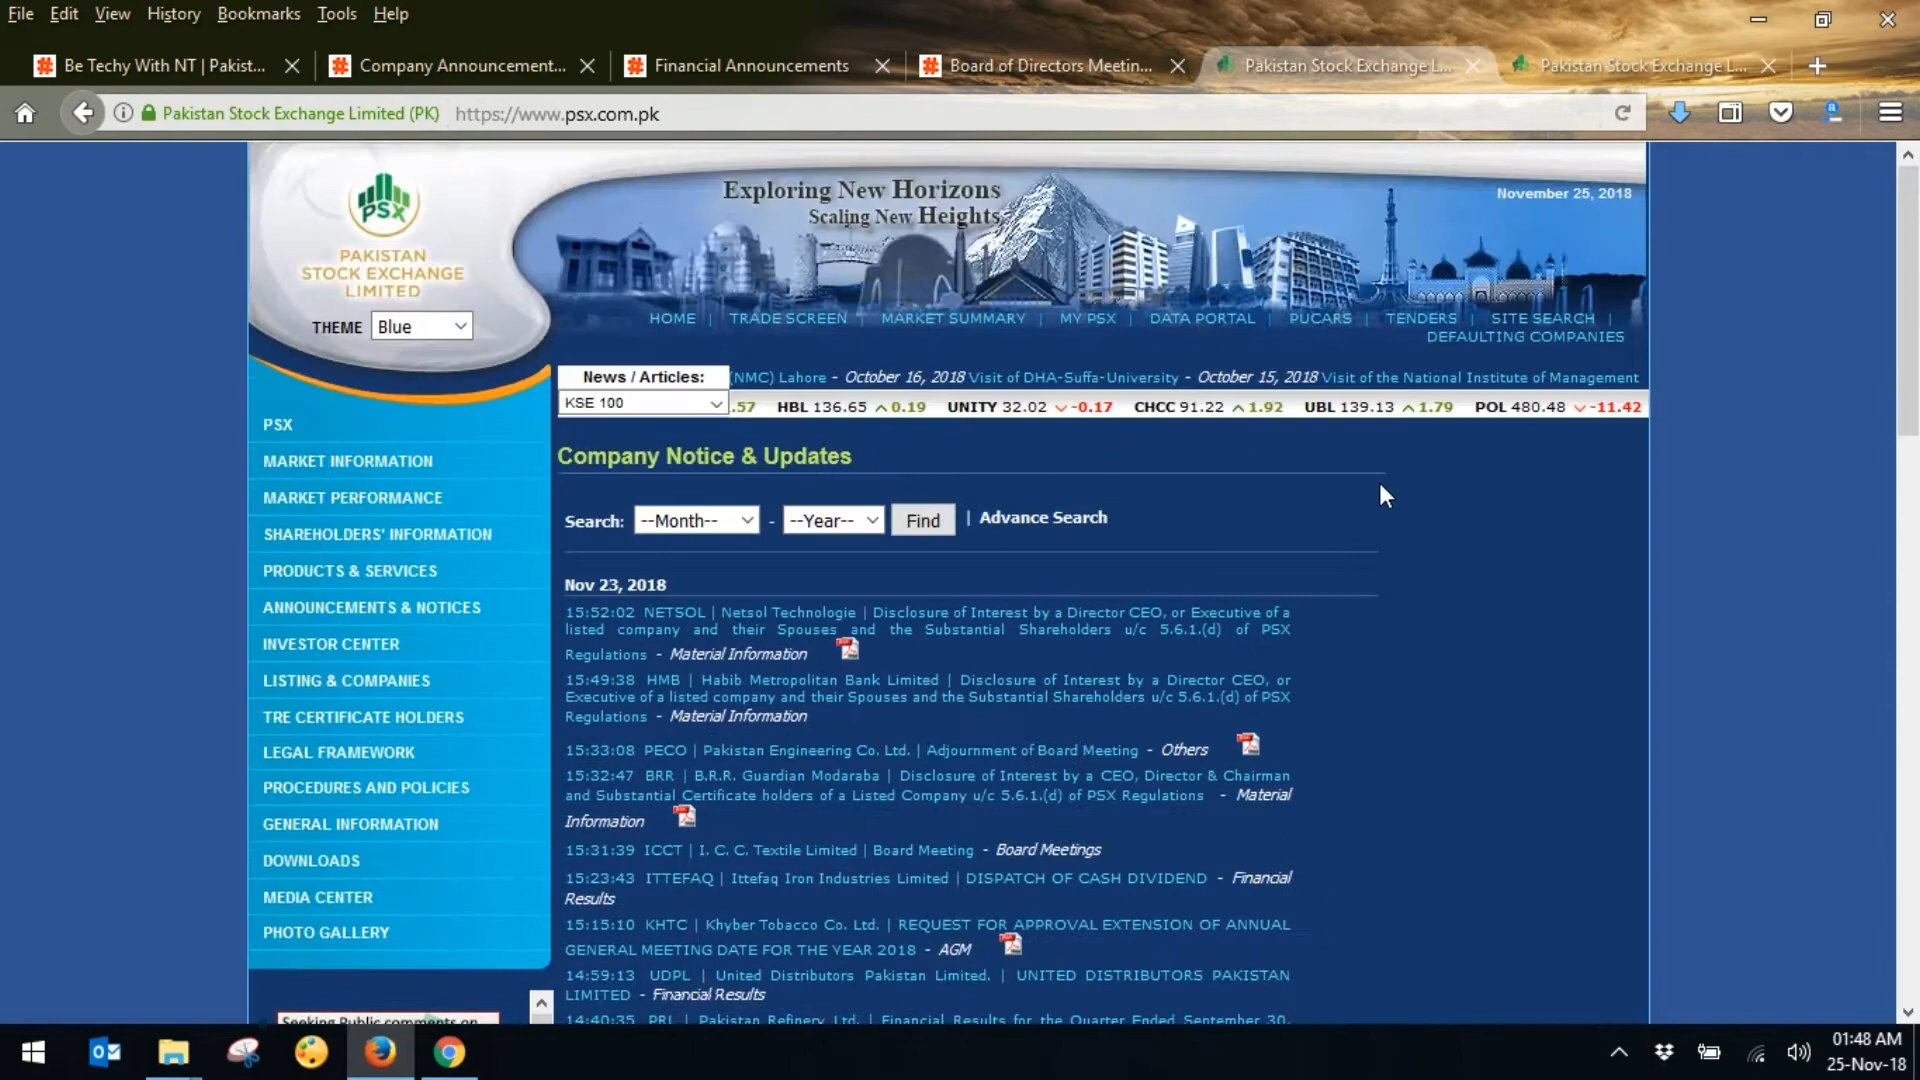 File Edit View History Bookmarks Tools Help
Be Techy With NT | Pakist...
Company Announcement...
Financial Announcements
Board of Directors Meetin...
Pakistan Stock Exchange L...
Pakistan Stock Exchange L...
Pakistan Stock Exchange Limited (PK) https://www.psx.com.pk
PSX
PAKISTAN
STOCK EXCHANGE
LIMITED
THEME Blue
Exploring New Horizons
Scaling New Heights
November 25, 2018
HOME | TRADE SCREEN | MARKET SUMMARY | MY PSX | DATA PORTAL | PUCARS | TENDERS | SITE SEARCH |
DEFAULTING COMPANIES
News / Articles: (NMC) Lahore - October 16, 2018 Visit of DHA-Suffa-University - October 15, 2018 Visit of the National Institute of Management
KSE 100 .57 HBL 136.65 0.19 UNITY 32.02 -0.17 CHCC 91.22 1.92 UBL 139.13 1.79 POL 480.48 -11.42
PSX
MARKET INFORMATION
MARKET PERFORMANCE
SHAREHOLDERS' INFORMATION
PRODUCTS & SERVICES
ANNOUNCEMENTS & NOTICES
INVESTOR CENTER
LISTING & COMPANIES
TRE CERTIFICATE HOLDERS
LEGAL FRAMEWORK
PROCEDURES AND POLICIES
GENERAL INFORMATION
DOWNLOADS
MEDIA CENTER
PHOTO GALLERY
Seeking Public comments on
Company Notice & Updates
Search: --Month-- - --Year-- Find | Advance Search
Nov 23, 2018
15:52:02 NETSOL | Netsol Technologie | Disclosure of Interest by a Director CEO, or Executive of a
listed company and their Spouses and the Substantial Shareholders u/c 5.6.1.(d) of PSX
Regulations - Material Information
15:49:38 HMB | Habib Metropolitan Bank Limited | Disclosure of Interest by a Director CEO, or
Executive of a listed company and their Spouses and the Substantial Shareholders u/c 5.6.1.(d) of PSX
Regulations - Material Information
15:33:08 PECO | Pakistan Engineering Co. Ltd. | Adjournment of Board Meeting - Others
15:32:47 BRR | B.R.R. Guardian Modaraba | Disclosure of Interest by a CEO, Director & Chairman
and Substantial Certificate holders of a Listed Company u/c 5.6.1.(d) of PSX Regulations - Material
Information
15:31:39 ICCT | I. C. C. Textile Limited | Board Meeting - Board Meetings
15:23:43 ITTEFAQ | Ittefaq Iron Industries Limited | DISPATCH OF CASH DIVIDEND - Financial
Results
15:15:10 KHTC | Khyber Tobacco Co. Ltd. | REQUEST FOR APPROVAL EXTENSION OF ANNUAL
GENERAL MEETING DATE FOR THE YEAR 2018 - AGM
14:59:13 UDPL | United Distributors Pakistan Limited. | UNITED DISTRIBUTORS PAKISTAN
LIMITED - Financial Results
14:40:35 PRL | Pakistan Refinery Ltd. | Financial Results for the Quarter Ended September 30,
01:48 AM
25-Nov-18